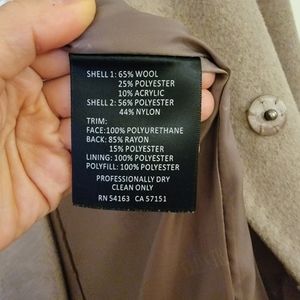 SHELL 1: 65% WOOL
25% POLYESTER
10% ACRYLIC
SHELL 2: 56% POLYESTER
44% NYLON
TRIM:
FACE:100% POLYURETHANE
BACK: 85% RAYON
15% POLYESTER
LINING: 100% POLYESTER
POLYFILL: 100% POLYESTER
PROFESSIONALLY DRY
CLEAN ONLY
RN 54163 CA 57151